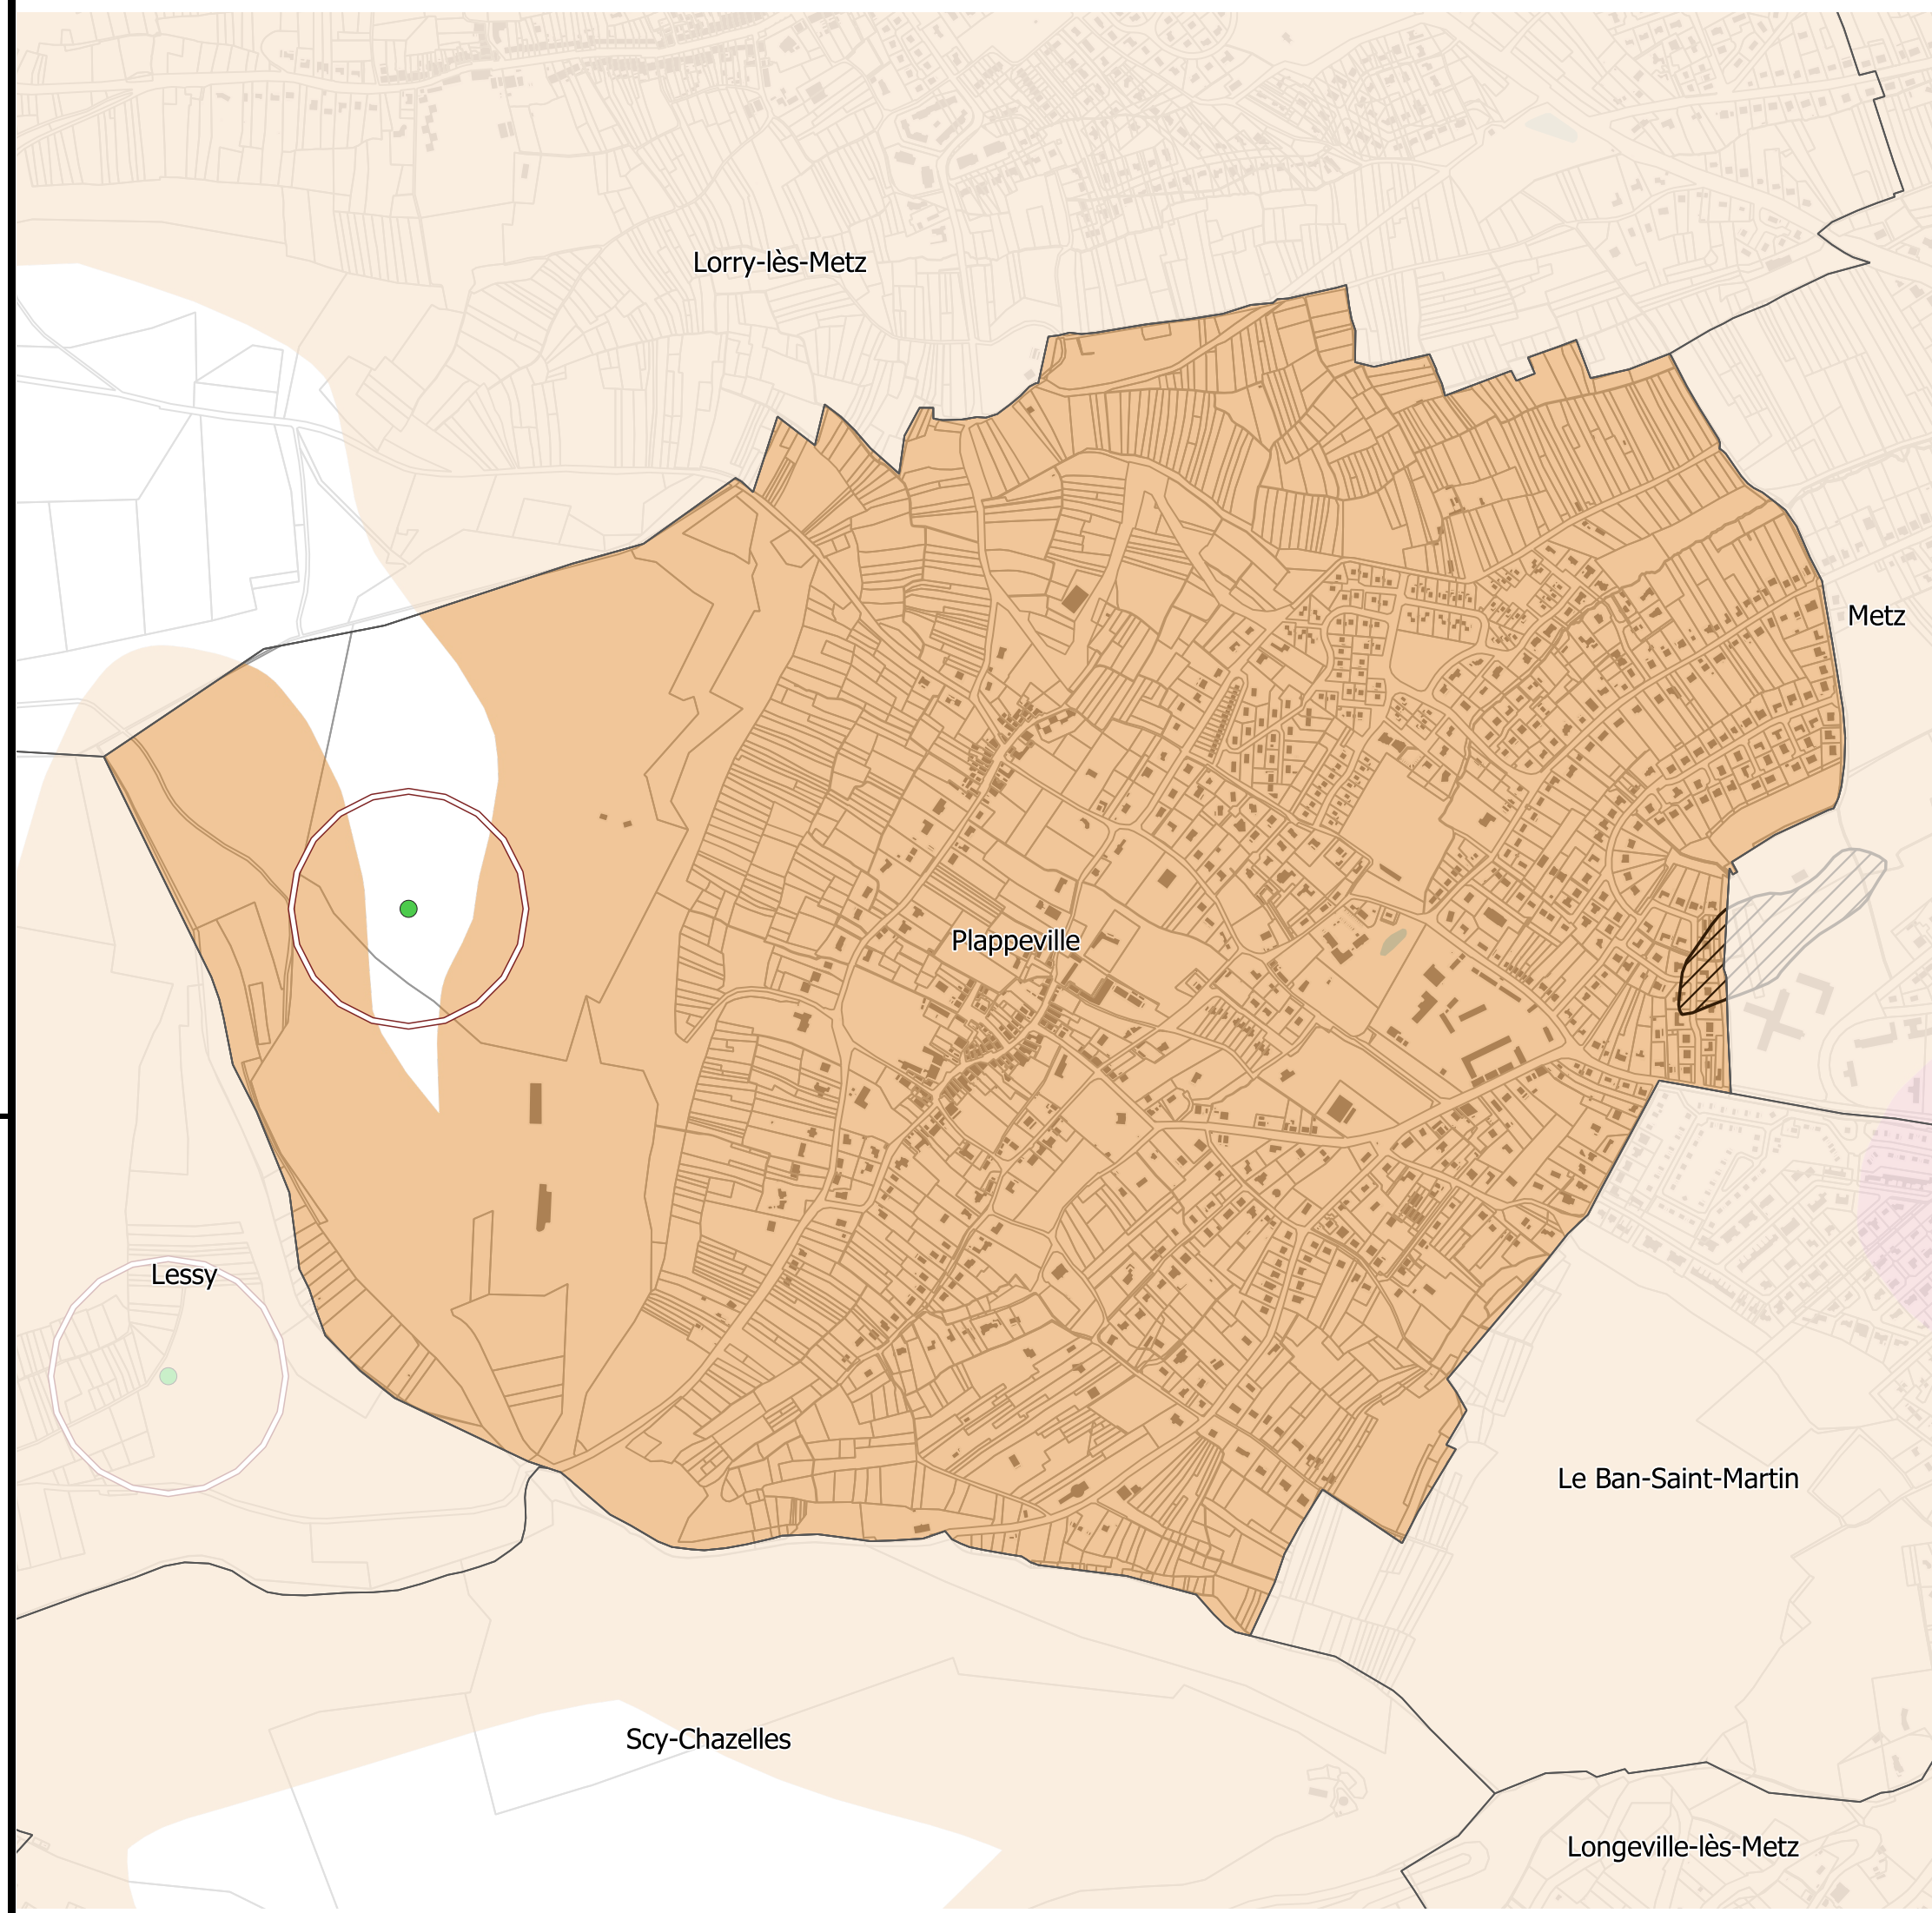 Lorry-lès-Metz
Metz
Plappeville
Lessy
Le Ban-Saint-Martin
Scy-Chazelles
Longeville-lès-Metz